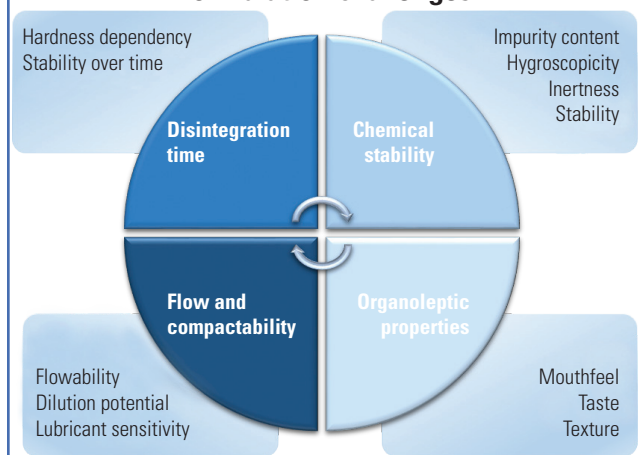 Hardness dependency
Stability over time
Impurity content
Hygroscopicity
Inertness
Stability
Disintegration
time
Chemical
stability
Flow and
compactability
Organoleptic
properties
Flowability
Dilution potential
Lubricant sensitivity
Mouthfeel
Taste
Texture